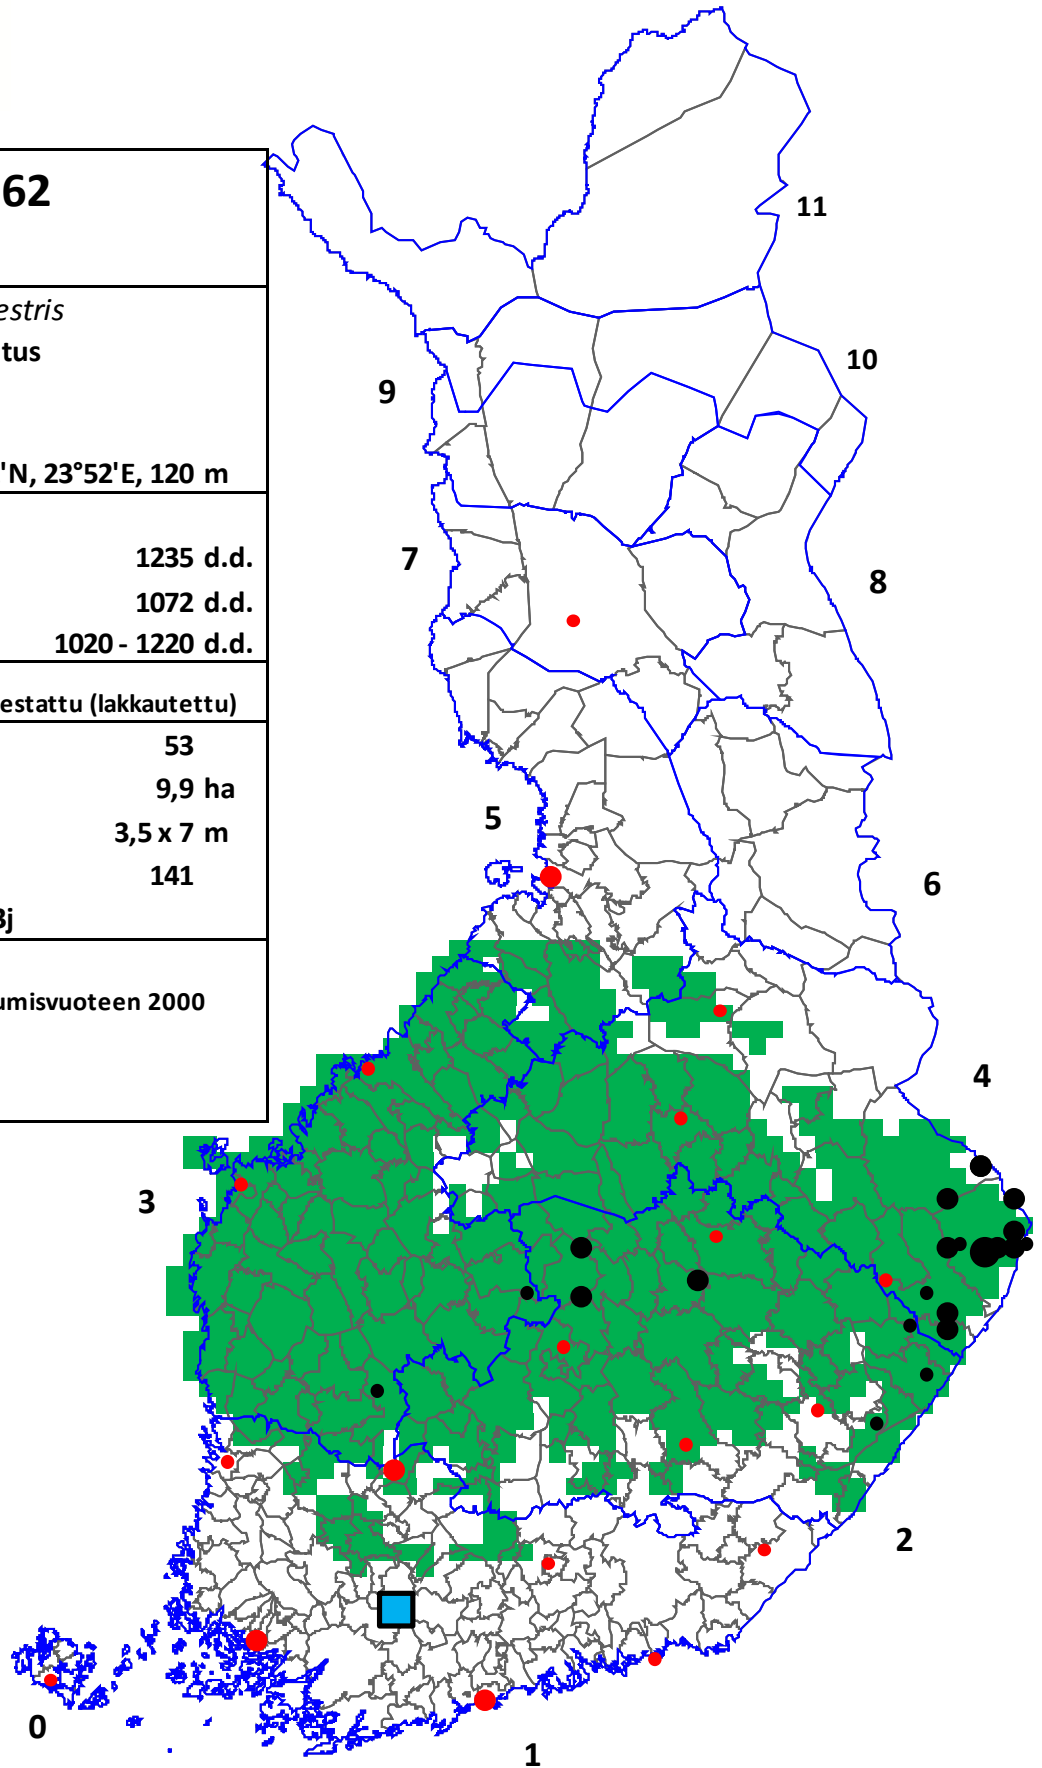 62
estris
tus
'N, 23°52'E, 120 m
1235 d.d.
1072 d.d.
1020 - 1220 d.d.
estattu (lakkautettu)
53
9,9 ha
3,5 x 7 m
141
3j
umisvuoteen 2000
11
10
9
7
8
5
6
4
3
2
0
1